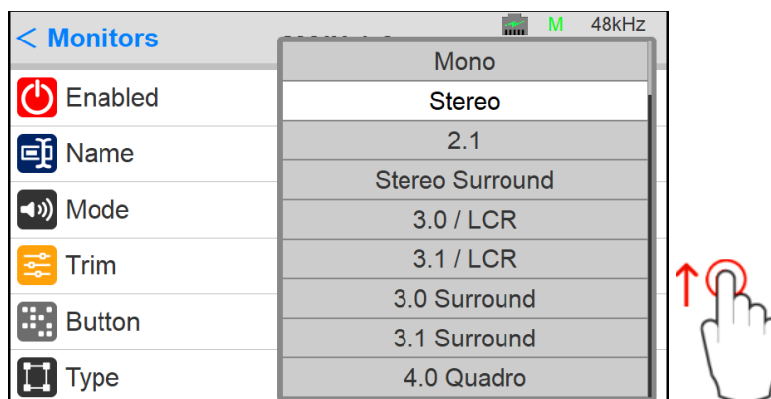 < Monitors
M 48kHz
Enabled
Name
Mode
Trim
Button
Type
Mono
Stereo
2.1
Stereo Surround
3.0 / LCR
3.1 / LCR
3.0 Surround
3.1 Surround
4.0 Quadro